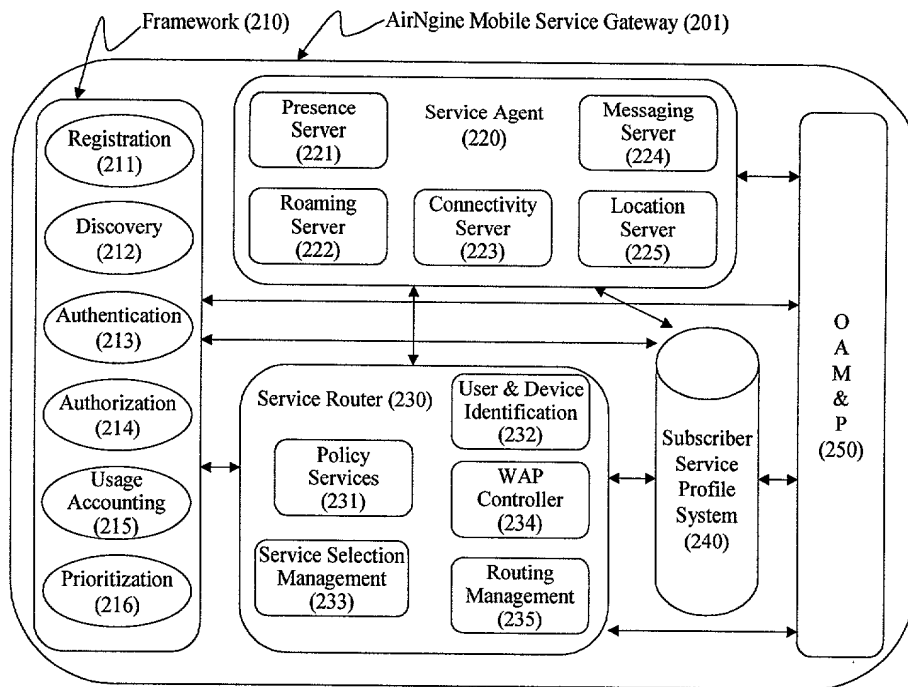 Framework (210)
AirNgine Mobile Service Gateway (201)
Registration
(211)
Discovery
(212)
Authentication
(213)
Authorization
(214)
Usage
Accounting
(215)
Prioritization
(216)
Presence
Server
(221)
Service Agent
(220)
Messaging
Server
(224)
Roaming
Server
(222)
Connectivity
Server
(223)
Location
Server
(225)
Service Router (230)
User & Device
Identification
(232)
Policy
Services
(231)
WAP
Controller
(234)
Service Selection
Management
(233)
Routing
Management
(235)
Subscriber
Service
Profile
System
(240)
O
A
M
&
P
(250)